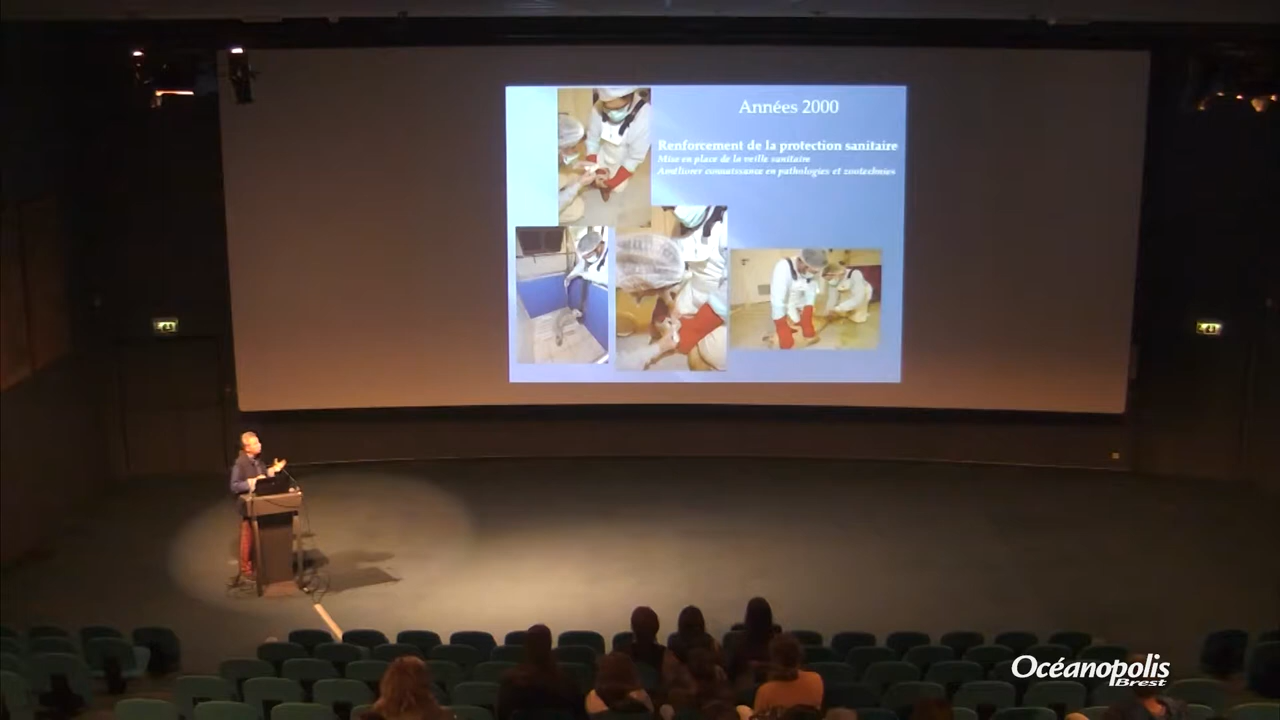 Années 2000
Renforcement de la protection sanitaire
Mise en place de la veille sanitaire
Améliorer connaissance en pathologies et zootechnies
Océanopolis
Brest